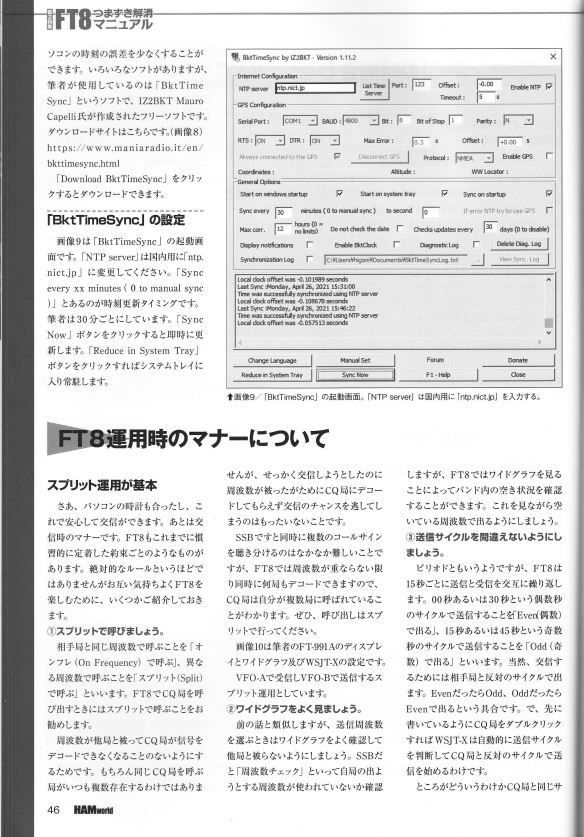 FT8つまずき解消マニュアル
ソコンの時刻の誤差を少なくすることが
できます。いろいろなソフトがありますが、
筆者が使用しているのは「BktTime
Sync」というソフトで、IZ2BKT Mauro
Capelli氏が作成されたフリーソフトです。
ダウンロードサイトはこちらです。(画像8)
https://www.maniaradio.it/en/
bkttimesync.html
「Download BktTimeSync」をクリッ
クするとダウンロードできます。
「BktTimeSync」の設定
画像9は「BktTimeSync」の起動画
面です。「NTP server」は国内用に「ntp.
nict.jp」に変更してください。「Sync
every xx minutes ( 0 to manual sync
)」とあるのが時刻更新タイミングです。
筆者は30分ごとにしています。「Sync
Now」ボタンをクリックすると即時に更
新します。「Reduce in System Tray」
ボタンをクリックすればシステムトレイに
入り常駐します。
BktTimeSync by IZ2BKT - Version 1.11.2
Internet Configuration
NTP server ntp.nict.jp List Time Server Port : 123 Offset : -0.00 Enable NTP
Timeout : 5 s
GPS Configuration
Serial Port : COM1 BAUD : 4800 Bit : 8 Bit of Stop 1 Parity : N
RTS : ON DTR : ON Max Error : 0.3 s Offset : +0.00 s
Always connected to the GPS Disconnect GPS Protocol : NMEA Enable GPS
Coordinates : Altitude : WW Locator :
General Options
Start on windows startup Start on system tray Sync on startup
Sync every 30 minutes ( 0 to manual sync ) to second 0 If error NTP try to use GPS
Max corr. 12 hours (0 = no limits) Do not check the date Checks updates every 30 days (0 to disable)
Display notifications Enable BktClock Diagnostic Log Delete Diag. Log
Synchronization Log C:¥Users¥higom¥Documents¥BktTimeSyncLog.txt ... View Sync. Log
Local clock offset was -0.101989 seconds
Last Sync :Monday, April 26, 2021 15:31:00
Time was successfully synchronized using NTP server
Local clock offset was -0.108678 seconds
Last Sync :Monday, April 26, 2021 15:46:22
Time was successfully synchronized using NTP server
Local clock offset was -0.057513 seconds
Change Language Manual Set Forum Donate
Reduce in System Tray Sync Now F1 - Help Close
⬆画像9/「BktTimeSync」の起動画面。「NTP server」は国内用に「ntp.nict.jp」を入力する。
FT8運用時のマナーについて
スプリット運用が基本
さあ、パソコンの時計も合ったし、こ
れで安心して交信ができます。あとは交
信時のマナーです。FT8もこれまでに慣
習的に定着した約束ごとのようなものが
あります。絶対的なルールというほどで
はありませんがお互い気持ちよくFT8を
楽しむために、いくつかご紹介しておき
ます。
①スプリットで呼びましょう。
相手局と同じ周波数で呼ぶことを「オ
ンフレ(On Frequency) で呼ぶ」、異な
る周波数で呼ぶことを「スプリット(Split)
で呼ぶ」といいます。FT8でCQ局を呼
び出すときにはスプリットで呼ぶことをお
勧めします。
周波数が他局と被ってCQ局が信号を
デコードできなくなることのないようにす
るためです。もちろん同じCQ局を呼ぶ
局がいつも複数存在するわけではありま
せんが、せっかく交信しようとしたのに
周波数が被ったがためにCQ局にデコー
ドしてもらえず交信のチャンスを逃してし
まうのはもったいないことです。
SSBですと同時に複数のコールサイン
を聴き分けるのはなかなか難しいことで
すが、FT8では周波数が重ならない限
り同時に何局もデコードできますので、
CQ局は自分が複数局に呼ばれているこ
とがわかります。ぜひ、呼び出しはスプ
リットで行ってください。
画像10は筆者のFT-991Aのディスプレ
イとワイドグラフ及びWSJT-Xの設定です。
VFO-Aで受信しVFO-Bで送信するス
プリット運用としています。
②ワイドグラフをよく見ましょう。
前の話と類似しますが、送信周波数
を選ぶときはワイドグラフをよく確認して
他局と被らないようにしましょう。SSBだ
と「周波数チェック」といって自局の出よ
うとする周波数が使われていないか確認
しますが、FT8ではワイドグラフを見る
ことによってバンド内の空き状況を確認
することができます。これを見ながら空
いている周波数で出るようにしましょう。
③送信サイクルを間違えないようにし
ましょう。
ピリオドともいうようですが、FT8は
15秒ごとに送信と受信を交互に繰り返し
ます。00秒あるいは30秒という偶数秒
のサイクルで送信することを「Even(偶数)
で出る」、15秒あるいは45秒という奇数
秒のサイクルで送信することを「Odd (奇
数) で出る」といいます。当然、交信す
るためには相手局と反対のサイクルで出
ます。EvenだったらOdd、Oddだったら
Evenで出るという具合です。で、先に
書いているようにCQ局をダブルクリック
すればWSJT-Xは自動的に送信サイクル
を判断してCQ局と反対のサイクルで送
信を始めるわけです。
ところがどういうわけかCQ局と同じサ
46 HAMworld